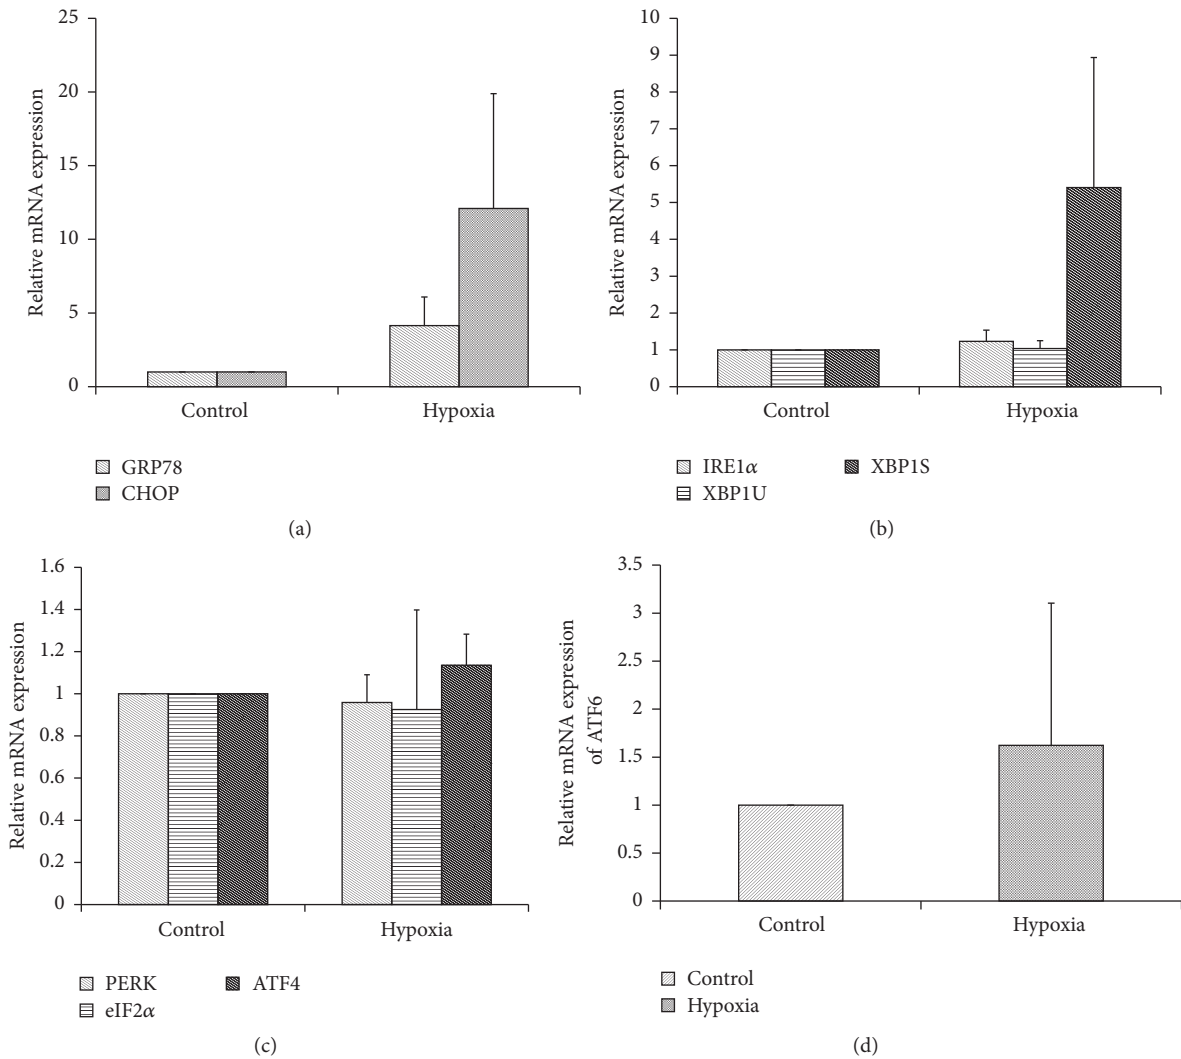 Relative mRNA expression
25
20
15
10
5
0
Control
Hypoxia
GRP78
CHOP
(a)
Relative mRNA expression
10
9
8
7
6
5
4
3
2
1
0
Control
Hypoxia
IRE1α
XBP1S
XBP1U
(b)
Relative mRNA expression
1.6
1.4
1.2
1
0.8
0.6
0.4
0.2
0
Control
Hypoxia
PERK
ATF4
eIF2α
(c)
Relative mRNA expression
of ATF6
3.5
3
2.5
2
1.5
1
0.5
0
Control
Hypoxia
Control
Hypoxia
(d)